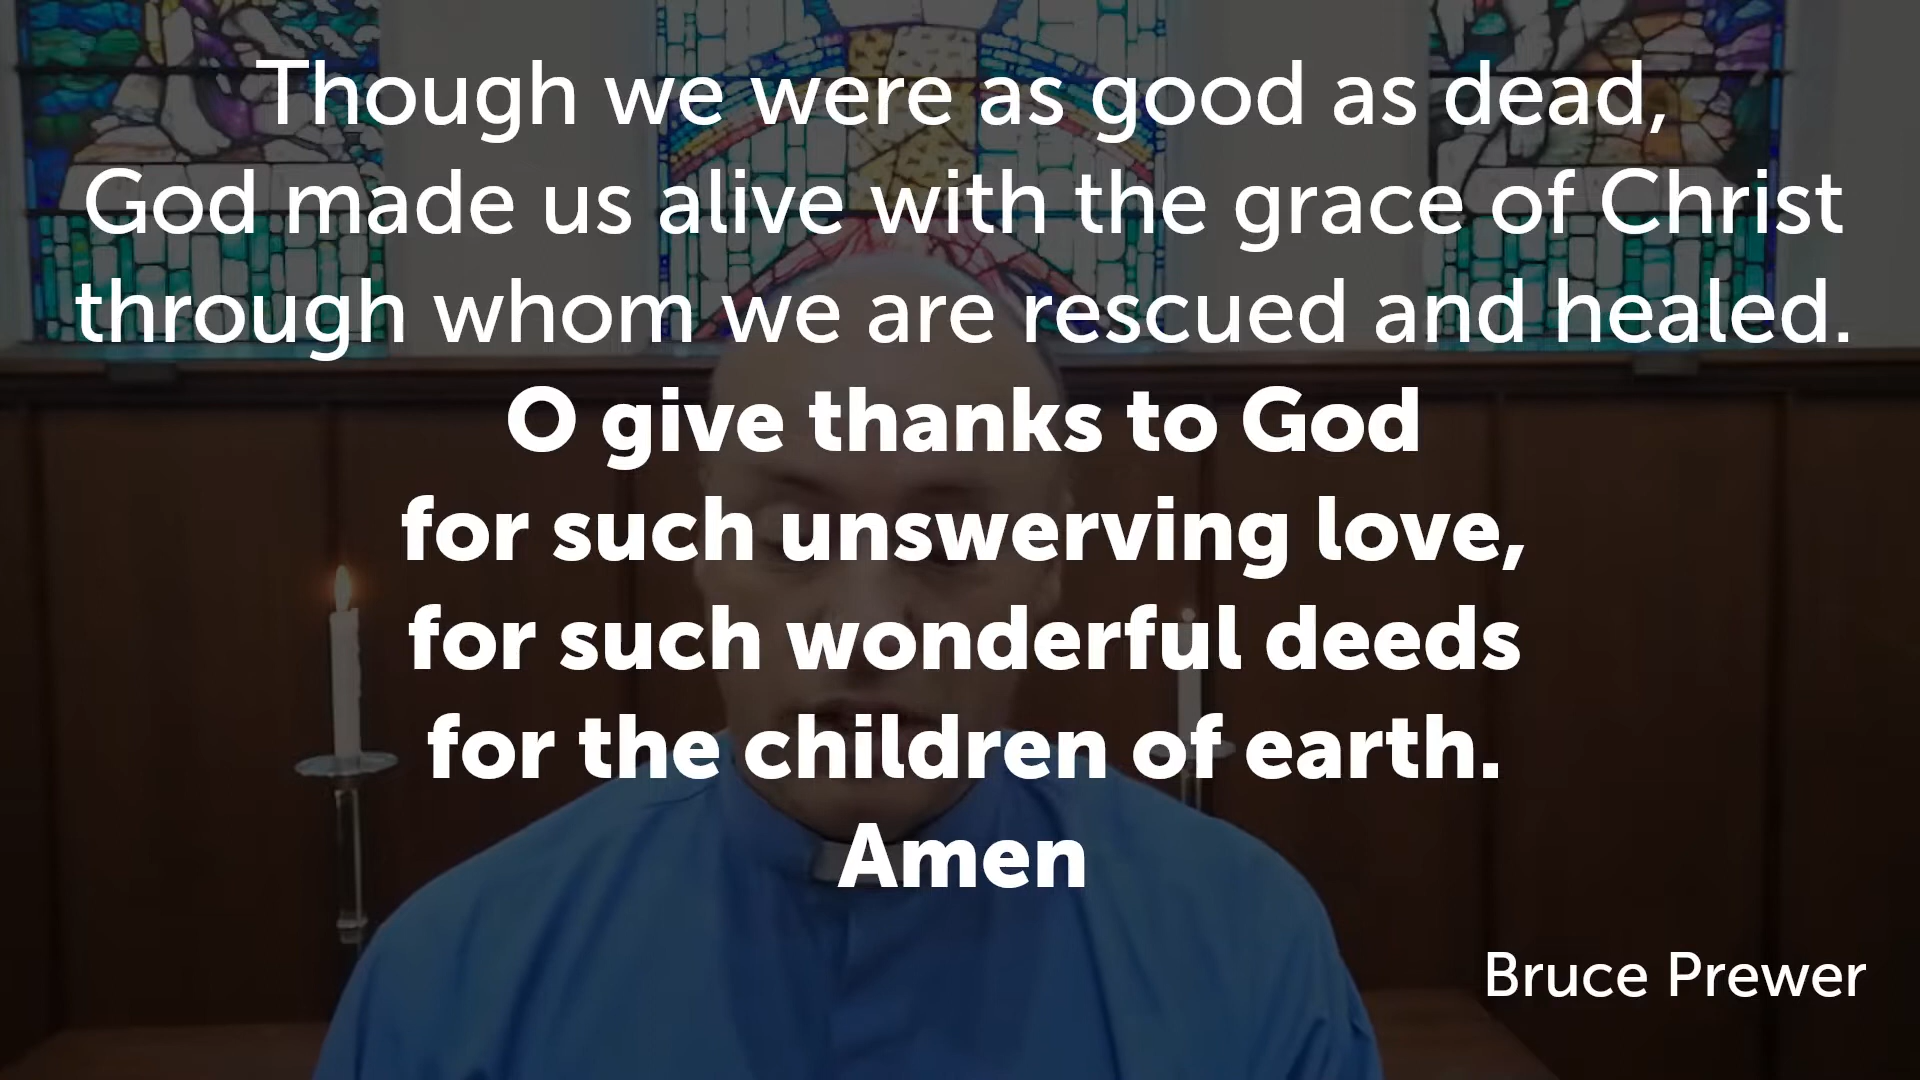 Though we were as good as dead,
God made us alive with the grace of Christ
through whom we are rescued and healed.
O give thanks to God
for such unswerving love,
for such wonderful deeds
for the children of earth.
Amen
Bruce Prewer